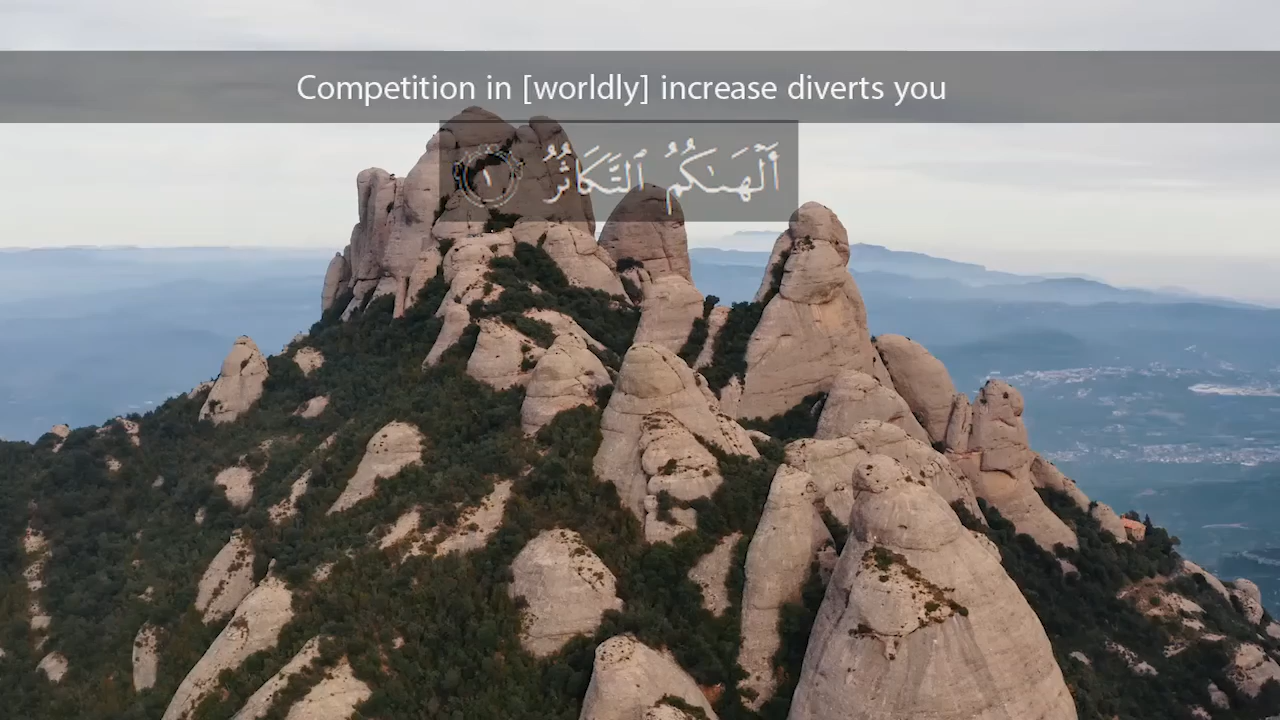 Competition in [worldly] increase diverts you
أَلْهَىٰكُمُ ٱلتَّكَاثُرُ ١